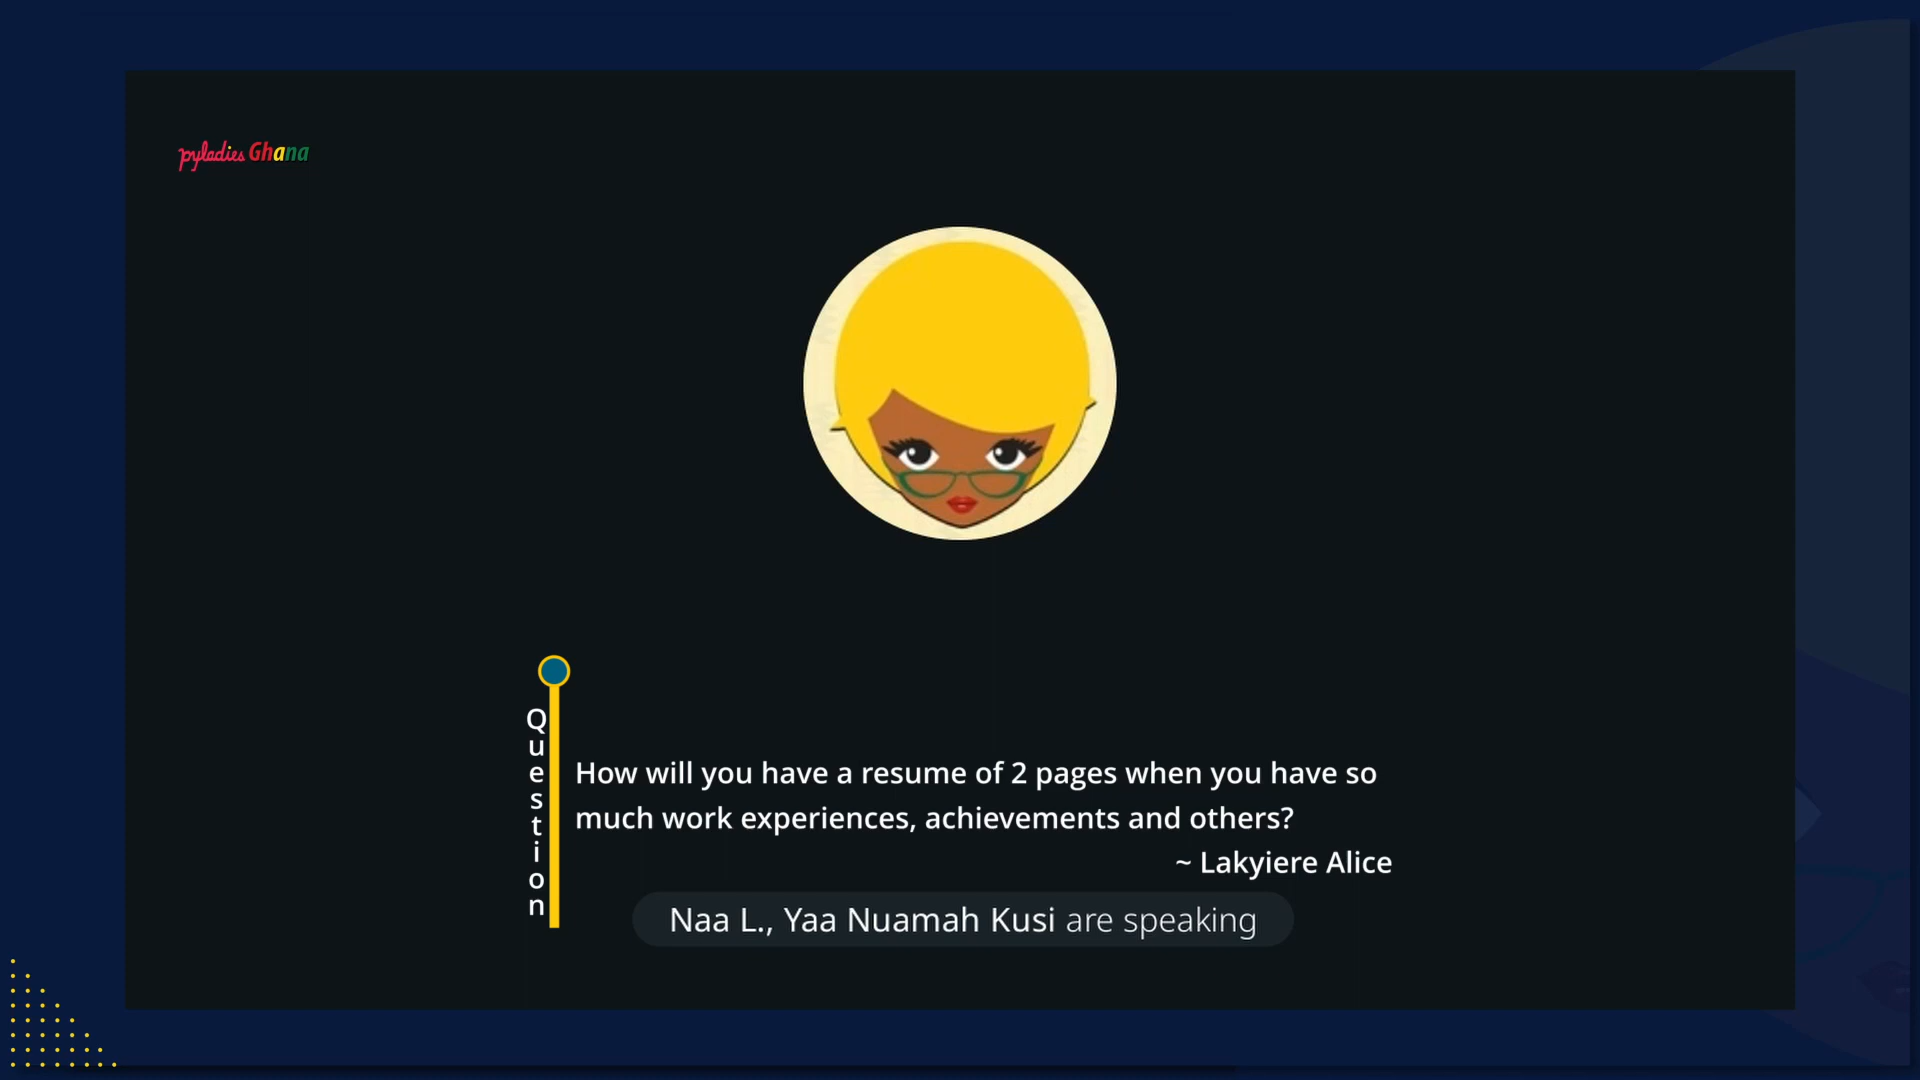 pyladies Ghana
Question
How will you have a resume of 2 pages when you have so
much work experiences, achievements and others?
~ Lakyiere Alice
Naa L., Yaa Nuamah Kusi are speaking